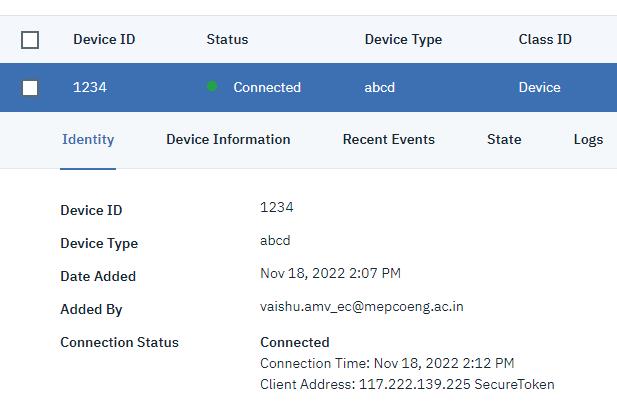 Device ID Status Device Type Class ID
1234 Connected abcd Device
Identity Device Information Recent Events State Logs
Device ID 1234
Device Type abcd
Date Added Nov 18, 2022 2:07 PM
Added By vaishu.amv_ec@mepcoeng.ac.in
Connection Status Connected
Connection Time: Nov 18, 2022 2:12 PM
Client Address: 117.222.139.225 SecureToken